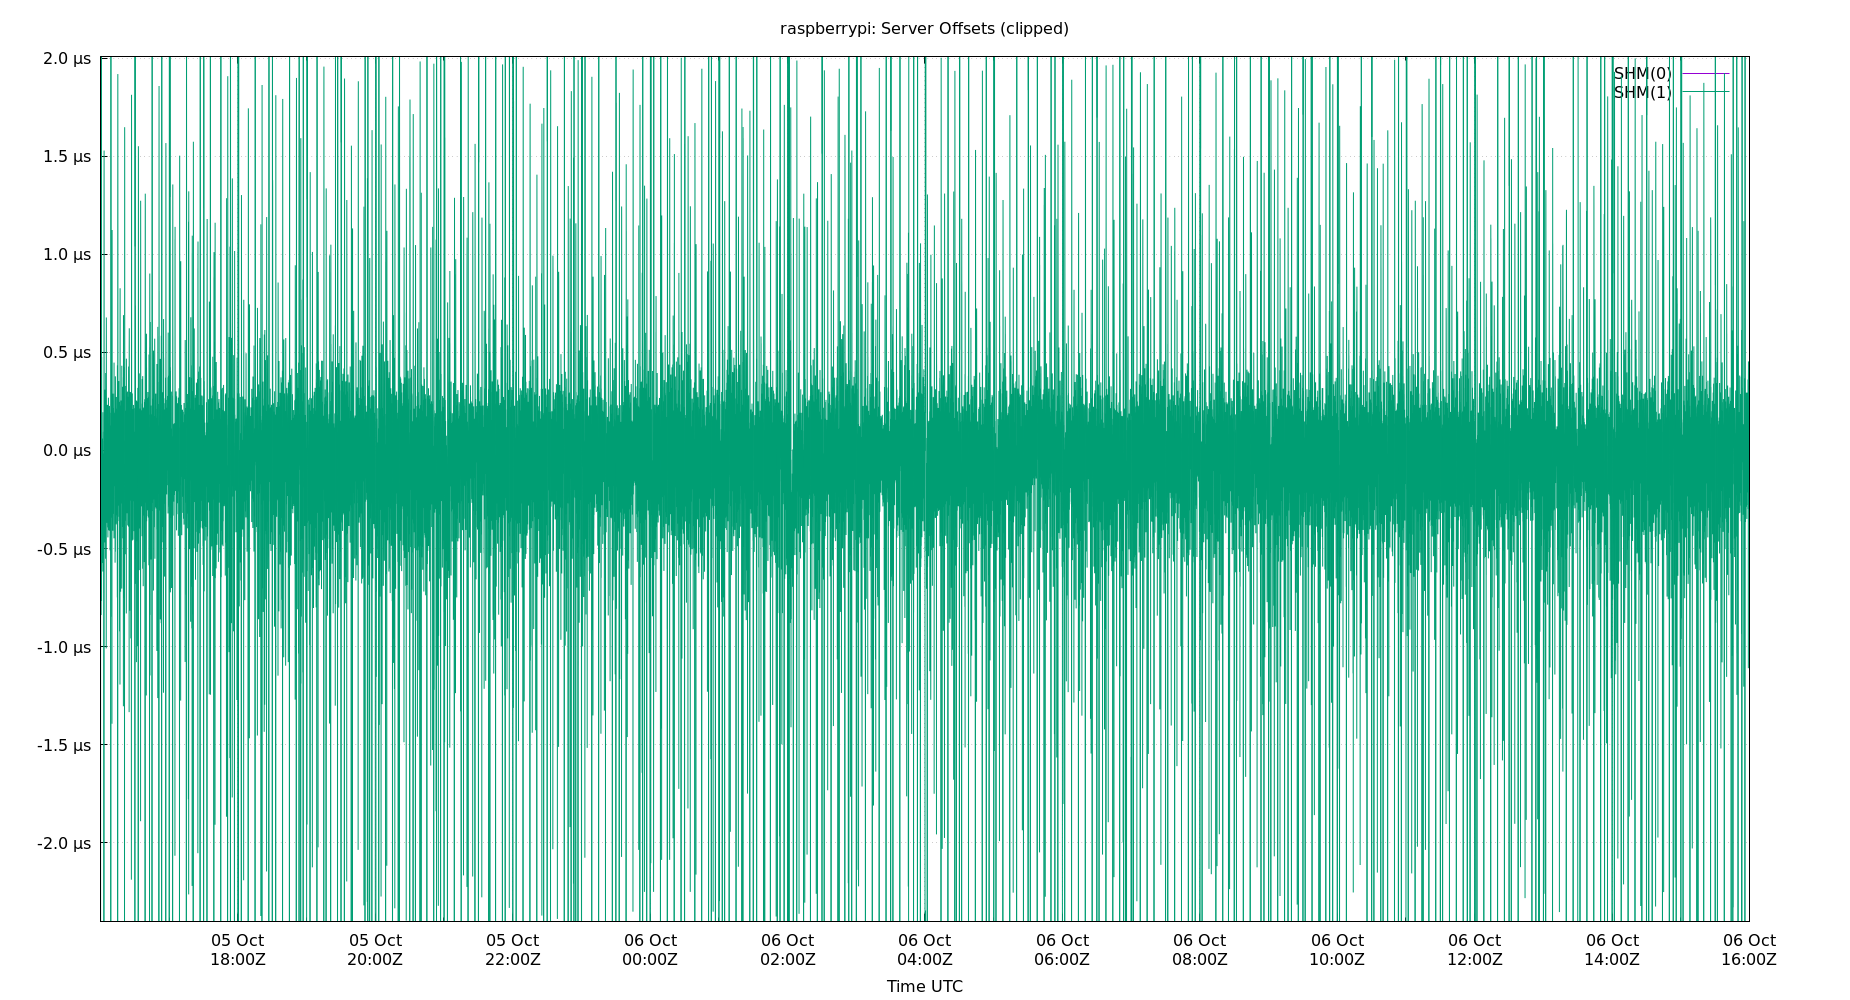 raspberrypi: Server Offsets (clipped)
2.0 µs
1.5 µs
1.0 µs
0.5 µs
0.0 µs
-0.5 µs
-1.0 µs
-1.5 µs
-2.0 µs
SHM(0)
SHM(1)
05 Oct 05 Oct 05 Oct 06 Oct 06 Oct 06 Oct 06 Oct 06 Oct 06 Oct 06 Oct 06 Oct 06 Oct
18:00Z 20:00Z 22:00Z 00:00Z 02:00Z 04:00Z 06:00Z 08:00Z 10:00Z 12:00Z 14:00Z 16:00Z
Time UTC